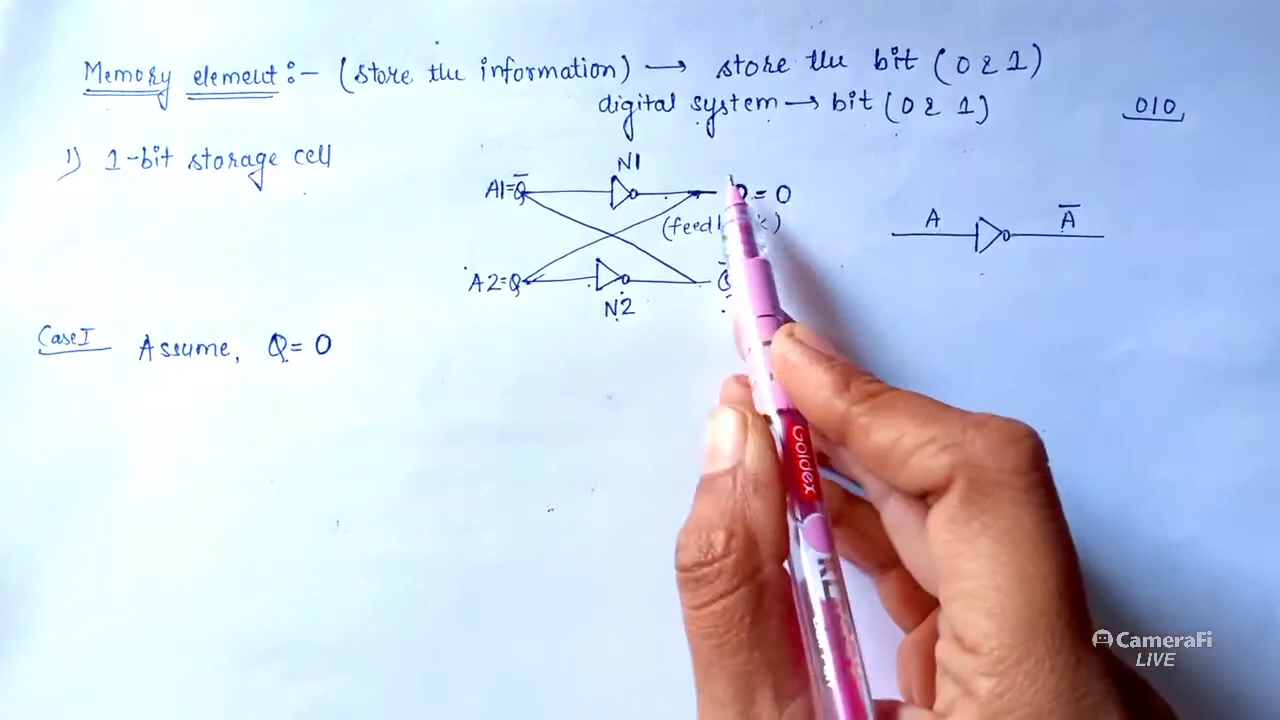 Memory element :- (store the information) → store the bit (0 & 1)
digital system → bit (0 & 1)
010
1) 1-bit storage cell
N1
A1=Q̅
= 0
A
A̅
A2=Q
N2
Case I Assume, Q = 0
Goldex
CameraFi
LIVE